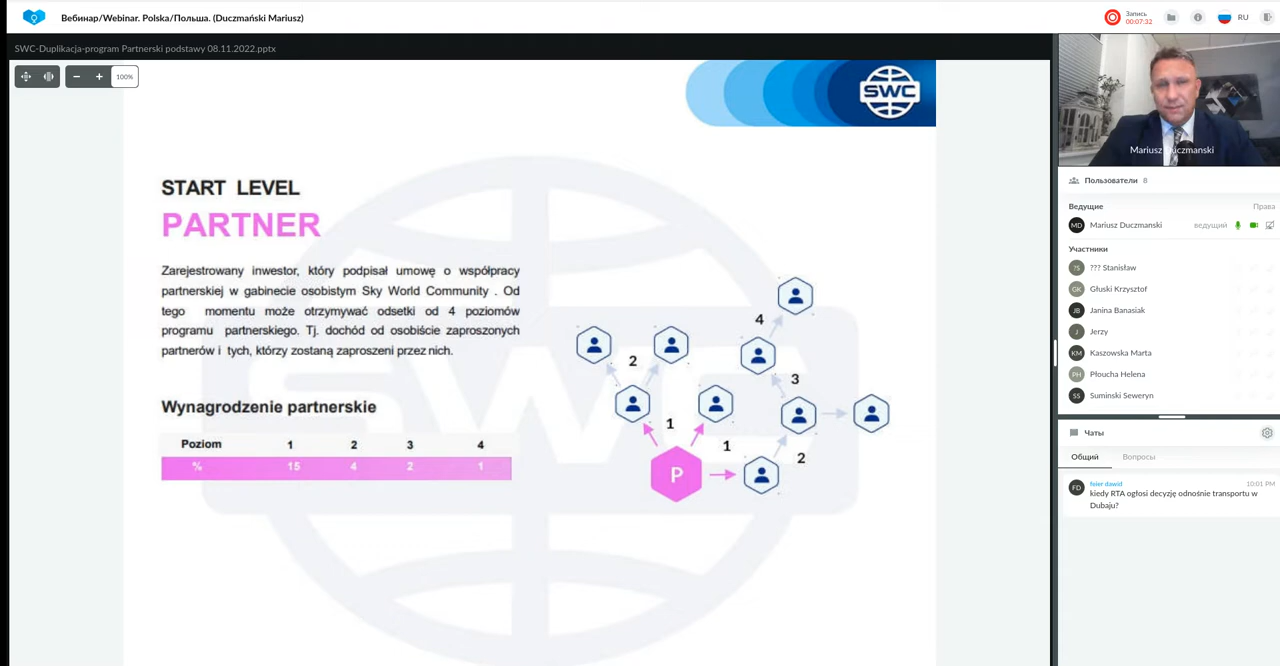 Вебинар/Webinar. Polska/Польша. (Duczmański Mariusz)
Запись
00:07:32
RU
SWC-Duplikacja-program Partnerski podstawy 08.11.2022.pptx
100%
SWC
START LEVEL
PARTNER
Zarejestrowany inwestor, który podpisał umowę o współpracy
partnerskiej w gabinecie osobistym Sky World Community . Od
tego momentu może otrzymywać odsetki od 4 poziomów
programu partnerskiego. Tj. dochód od osobiście zaproszonych
partnerów i tych, którzy zostaną zaproszeni przez nich.
Wynagrodzenie partnerskie
Poziom 1 2 3 4
% 15 4 2 1
4
2
3
1
1
2
P
SWC
Mariusz Duczmanski
Пользователи 8
Ведущие Права
MD Mariusz Duczmanski ведущий
Участники
?S ??? Stanisław
GK Głuski Krzysztof
JB Janina Banasiak
J Jerzy
KM Kaszowska Marta
PH Płoucha Helena
SS Suminski Seweryn
Чаты
Общий Вопросы
FD feier dawid 10:01 PM
kiedy RTA ogłosi decyzję odnośnie transportu w
Dubaju?